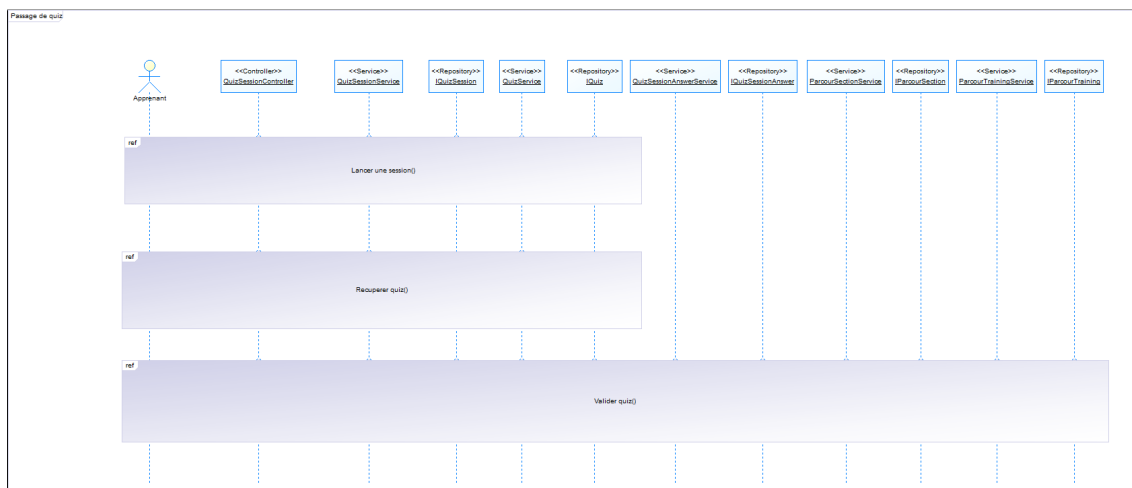 Passage de quiz
Apprenant
<<Controller>>
QuizSessionController
<<Service>>
QuizSessionService
<<Repository>>
IQuizSession
<<Service>>
QuizService
<<Repository>>
IQuiz
<<Service>>
QuizSessionAnswerService
<<Repository>>
IQuizSessionAnswer
<<Service>>
ParcourSectionService
<<Repository>>
IParcourSection
<<Service>>
ParcourTrainingService
<<Repository>>
IParcourTraining
ref
Lancer une session()
ref
Recuperer quiz()
ref
Valider quiz()